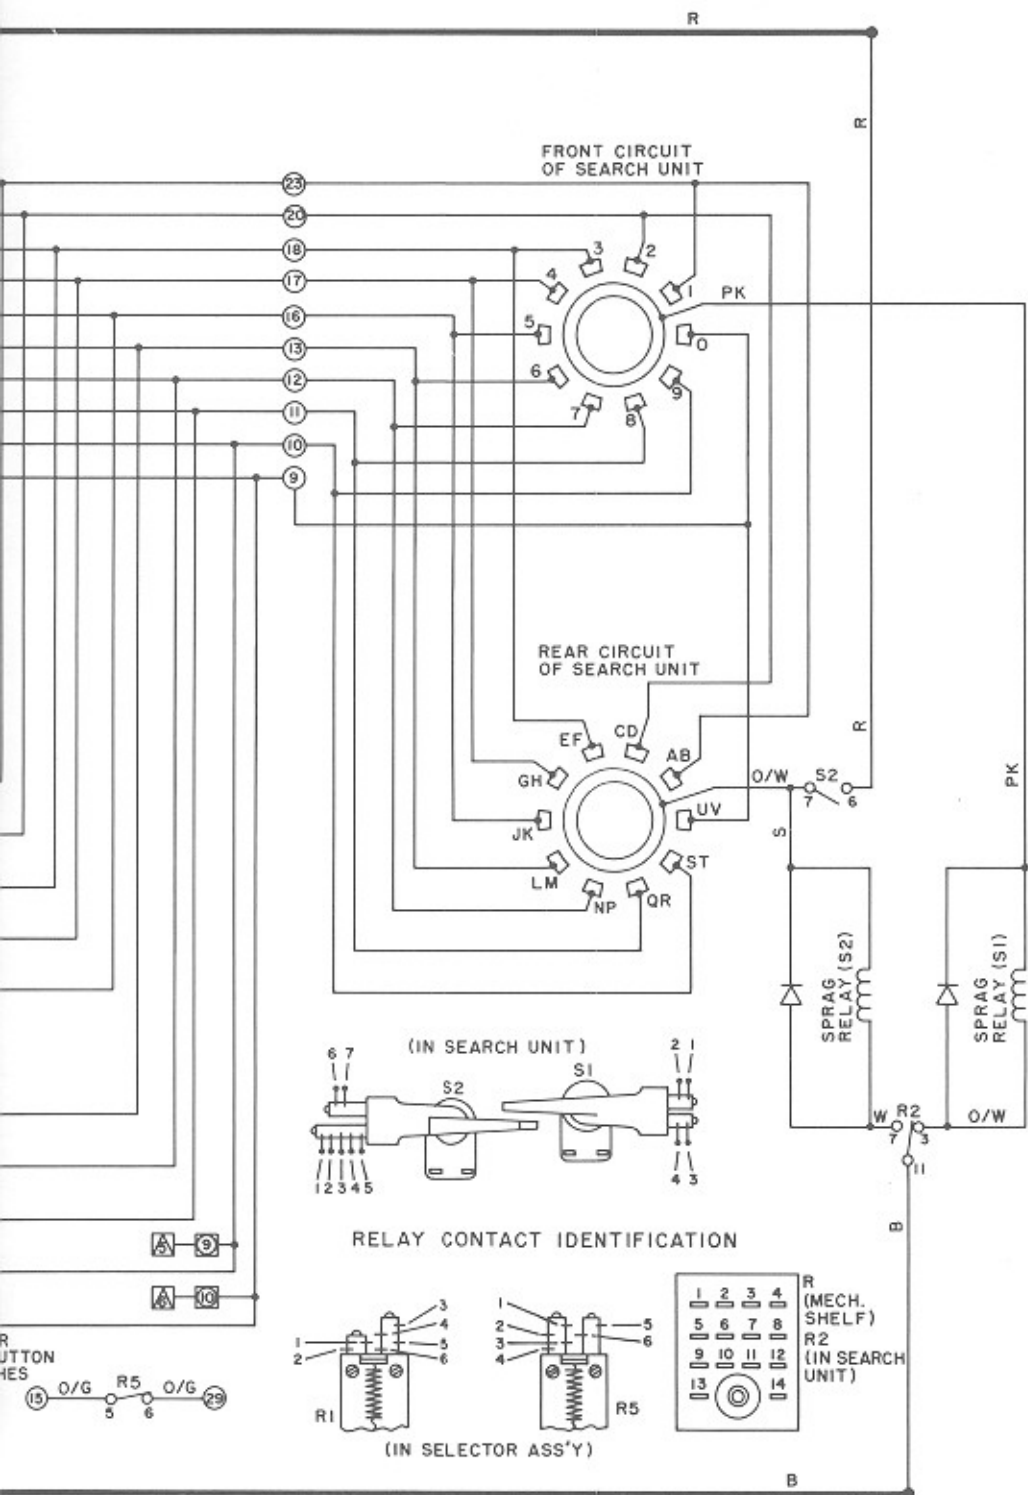 R
R
FRONT CIRCUIT
OF SEARCH UNIT
23
20
18
17
16
13
12
11
10
9
3
2
4
1
PK
5
0
6
9
7
8
REAR CIRCUIT
OF SEARCH UNIT
R
EF
CD
AB
GH
O/W
S2
7
6
PK
UV
JK
S
ST
LM
NP
QR
SPRAG
RELAY (S2)
SPRAG
RELAY (S1)
(IN SEARCH UNIT)
6 7
S2
S1
2 1
1 2 3 4 5
4 3
W
R2
O/W
7
3
11
B
RELAY CONTACT IDENTIFICATION
9
10
R
UTTON
HES
15
O/G
R5
O/G
29
5
6
1
2
3
4
5
6
R1
1
2
3
4
5
6
R5
(IN SELECTOR ASS'Y)
1 2 3 4
5 6 7 8
9 10 11 12
13 14
R
(MECH.
SHELF)
R2
(IN SEARCH
UNIT)
B